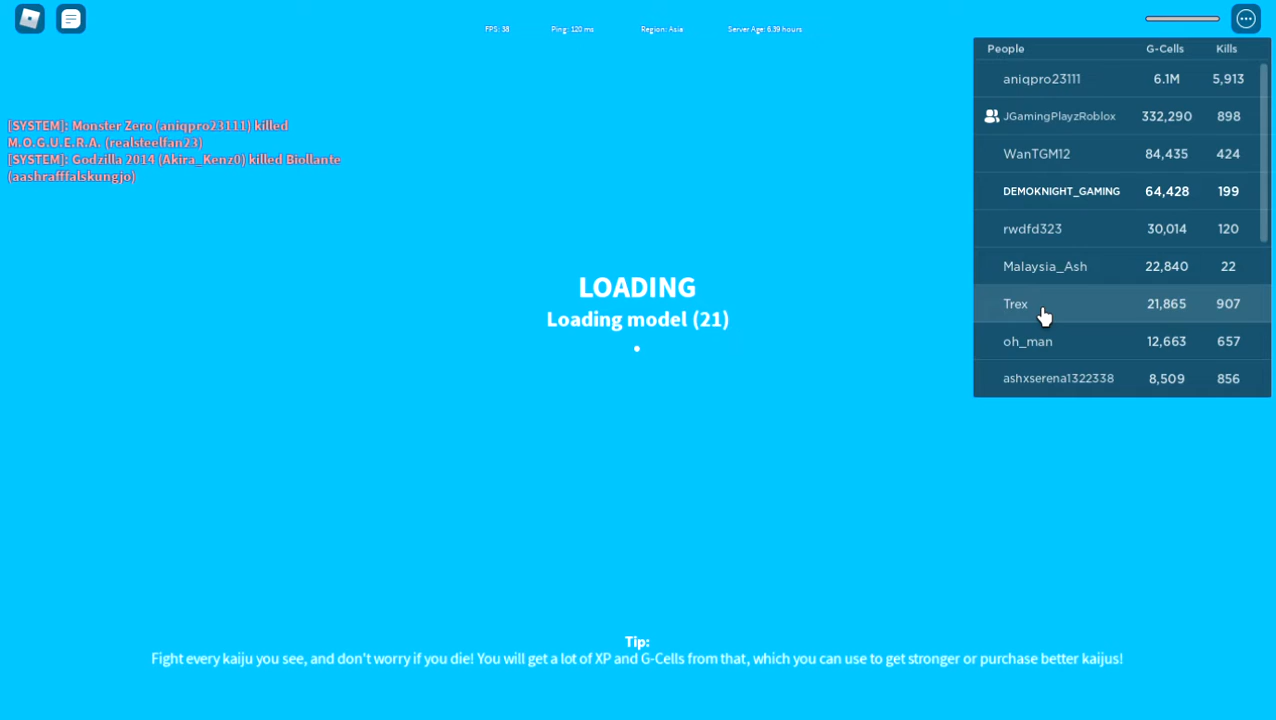 FPS: 38 Ping: 120 ms Region: Asia Server Age: 6.39 hours
People G-Cells Kills
aniqpro23111 6.1M 5,913
JGamingPlayzRoblox 332,290 898
WanTGM12 84,435 424
DEMOKNIGHT_GAMING 64,428 199
rwdfd323 30,014 120
Malaysia_Ash 22,840 22
Trex 21,865 907
oh_man 12,663 657
ashxserena1322338 8,509 856
[SYSTEM]: Monster Zero (aniqpro23111) killed
M.O.G.U.E.R.A. (realsteelfan23)
[SYSTEM]: Godzilla 2014 (Akira_Kenz0) killed Biollante
(aashrafffalskungjo)
LOADING
Loading model (21)
Tip:
Fight every kaiju you see, and don't worry if you die! You will get a lot of XP and G-Cells from that, which you can use to get stronger or purchase better kaijus!